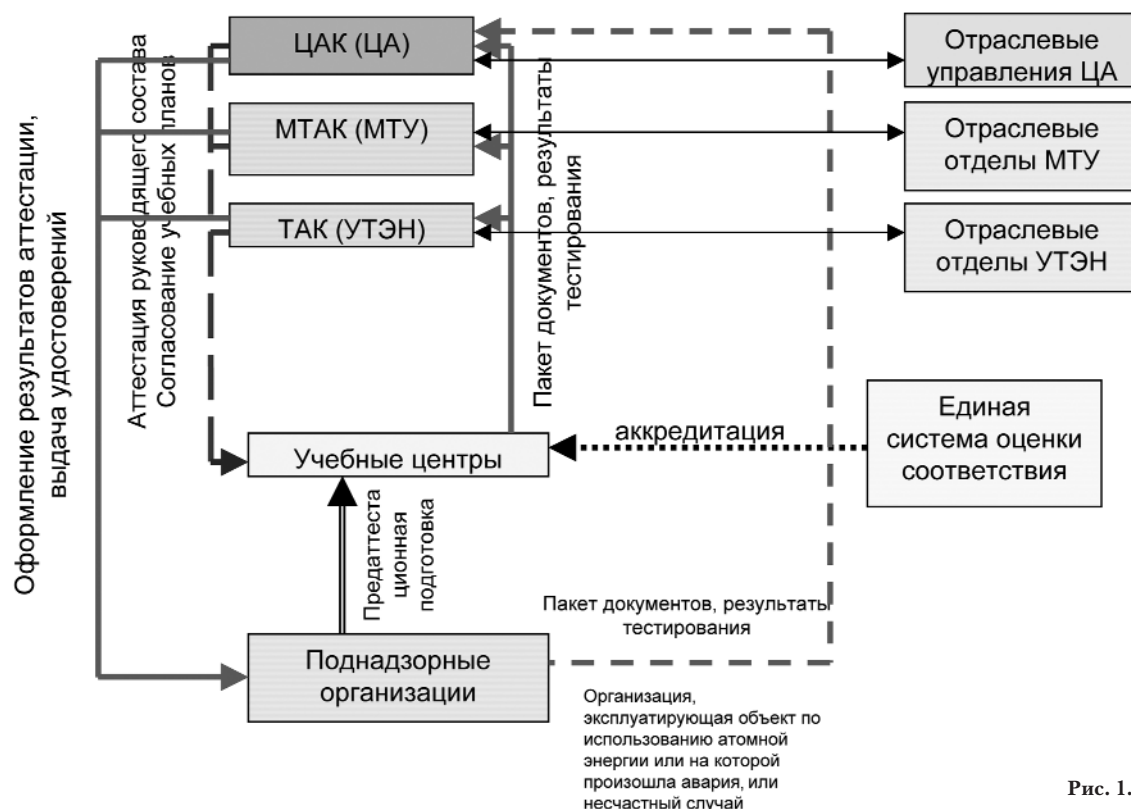 ЦАК (ЦА)
Отраслевые
управления ЦА
МТАК (МТУ)
Отраслевые
отделы МТУ
ТАК (УТЭН)
Отраслевые
отделы УТЭН
Оформление результатов аттестации,
выдача удостоверений
Аттестация руководящего состава
Согласование учебных планов
Пакет документов, результаты
тестирования
Учебные центры
аккредитация
Единая
система оценки
соответствия
Предаттеста
ционная
подготовка
Пакет документов, результаты
тестирования
Поднадзорные
организации
Организация,
эксплуатирующая объект по
использованию атомной
энергии или на которой
произошла авария, или
несчастный случай
Рис. 1.